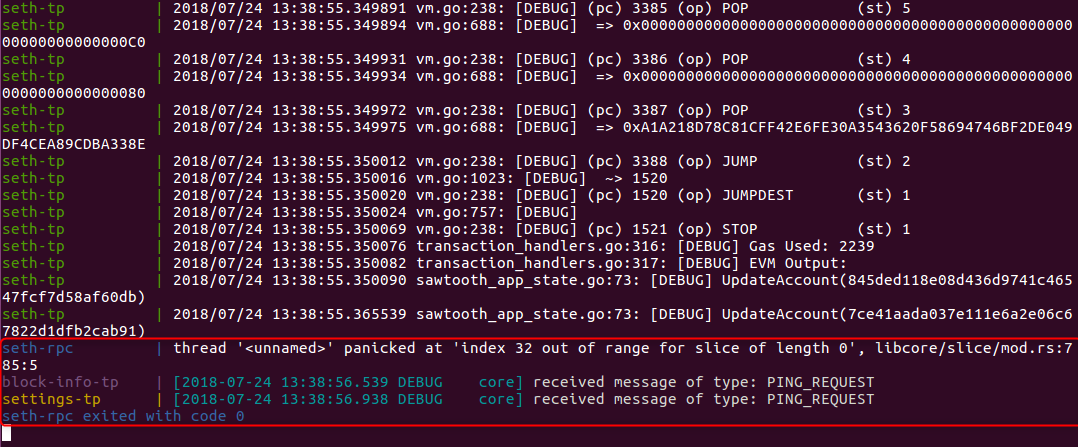 seth-tp | 2018/07/24 13:38:55.349891 vm.go:238: [DEBUG] (pc) 3385 (op) POP (st) 5
seth-tp | 2018/07/24 13:38:55.349894 vm.go:688: [DEBUG] => 0x00000000000000000000000000000000000000000000000000
00000000000000C0
seth-tp | 2018/07/24 13:38:55.349931 vm.go:238: [DEBUG] (pc) 3386 (op) POP (st) 4
seth-tp | 2018/07/24 13:38:55.349934 vm.go:688: [DEBUG] => 0x00000000000000000000000000000000000000000000000000
0000000000000080
seth-tp | 2018/07/24 13:38:55.349972 vm.go:238: [DEBUG] (pc) 3387 (op) POP (st) 3
seth-tp | 2018/07/24 13:38:55.349975 vm.go:688: [DEBUG] => 0xA1A218D78C81CFF42E6FE30A3543620F58694746BF2DE049
DF4CEA89CDBA338E
seth-tp | 2018/07/24 13:38:55.350012 vm.go:238: [DEBUG] (pc) 3388 (op) JUMP (st) 2
seth-tp | 2018/07/24 13:38:55.350016 vm.go:1023: [DEBUG] ~> 1520
seth-tp | 2018/07/24 13:38:55.350020 vm.go:238: [DEBUG] (pc) 1520 (op) JUMPDEST (st) 1
seth-tp | 2018/07/24 13:38:55.350024 vm.go:757: [DEBUG]
seth-tp | 2018/07/24 13:38:55.350069 vm.go:238: [DEBUG] (pc) 1521 (op) STOP (st) 1
seth-tp | 2018/07/24 13:38:55.350076 transaction_handlers.go:316: [DEBUG] Gas Used: 2239
seth-tp | 2018/07/24 13:38:55.350082 transaction_handlers.go:317: [DEBUG] EVM Output:
seth-tp | 2018/07/24 13:38:55.350090 sawtooth_app_state.go:73: [DEBUG] UpdateAccount(845ded118e08d436d9741c465
47fcf7d58af60db)
seth-tp | 2018/07/24 13:38:55.365539 sawtooth_app_state.go:73: [DEBUG] UpdateAccount(7ce41aada037e111e6a2e06c6
7822d1dfb2cab91)
seth-rpc | thread '<unnamed>' panicked at 'index 32 out of range for slice of length 0', libcore/slice/mod.rs:7
85:5
block-info-tp | [2018-07-24 13:38:56.539 DEBUG core] received message of type: PING_REQUEST
settings-tp | [2018-07-24 13:38:56.938 DEBUG core] received message of type: PING_REQUEST
seth-rpc exited with code 0